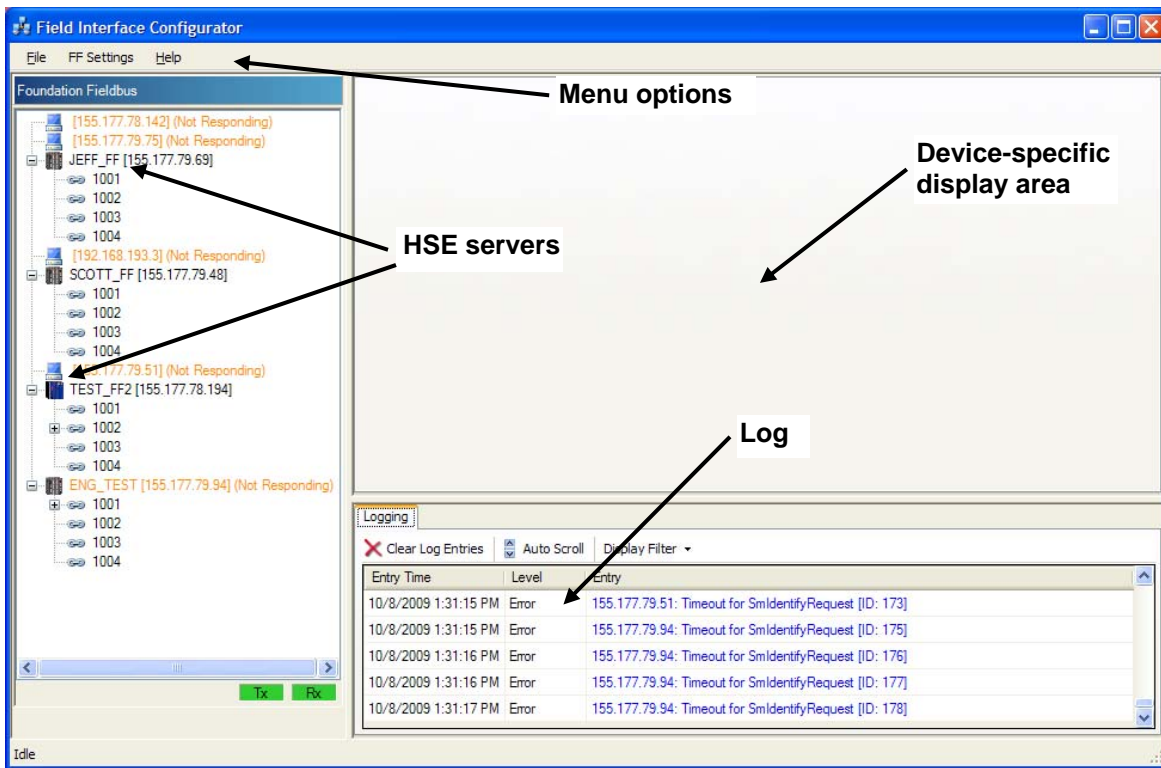 Field Interface Configurator
File FF Settings Help
Menu options
Foundation Fieldbus
[155.177.78.142] (Not Responding)
[155.177.79.75] (Not Responding)
JEFF_FF [155.177.79.69]
1001
1002
1003
1004
[192.168.193.3] (Not Responding)
SCOTT_FF [155.177.79.48]
1001
1002
1003
1004
[155.177.79.51] (Not Responding)
TEST_FF2 [155.177.78.194]
1001
1002
1003
1004
ENG_TEST [155.177.79.94] (Not Responding)
1001
1002
1003
1004
Tx Rx
HSE servers
Device-specific
display area
Log
Logging
Clear Log Entries Auto Scroll Display Filter
Entry Time Level Entry
10/8/2009 1:31:15 PM Error 155.177.79.51: Timeout for SmIdentifyRequest [ID: 173]
10/8/2009 1:31:15 PM Error 155.177.79.94: Timeout for SmIdentifyRequest [ID: 175]
10/8/2009 1:31:16 PM Error 155.177.79.94: Timeout for SmIdentifyRequest [ID: 176]
10/8/2009 1:31:16 PM Error 155.177.79.94: Timeout for SmIdentifyRequest [ID: 177]
10/8/2009 1:31:17 PM Error 155.177.79.94: Timeout for SmIdentifyRequest [ID: 178]
Idle